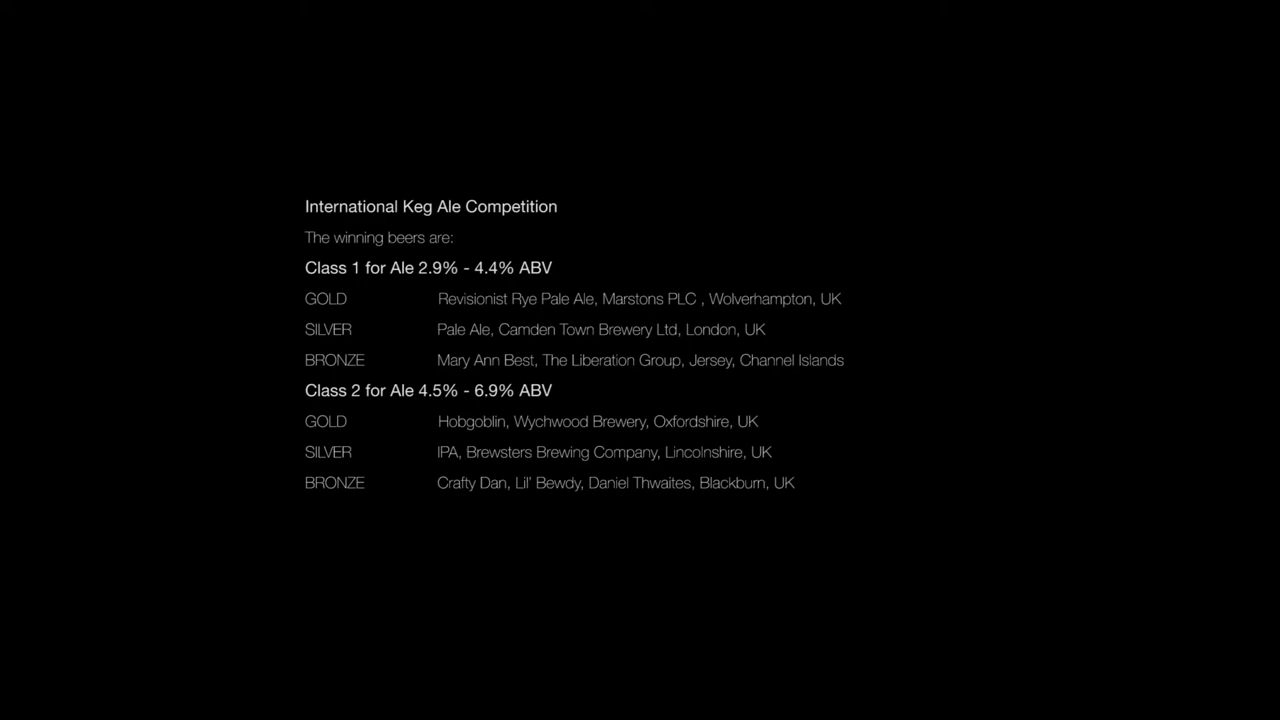 International Keg Ale Competition
The winning beers are:
Class 1 for Ale 2.9% - 4.4% ABV
GOLD Revisionist Rye Pale Ale, Marstons PLC , Wolverhampton, UK
SILVER Pale Ale, Camden Town Brewery Ltd, London, UK
BRONZE Mary Ann Best, The Liberation Group, Jersey, Channel Islands
Class 2 for Ale 4.5% - 6.9% ABV
GOLD Hobgoblin, Wychwood Brewery, Oxfordshire, UK
SILVER IPA, Brewsters Brewing Company, Lincolnshire, UK
BRONZE Crafty Dan, Lil' Bewdy, Daniel Thwaites, Blackburn, UK